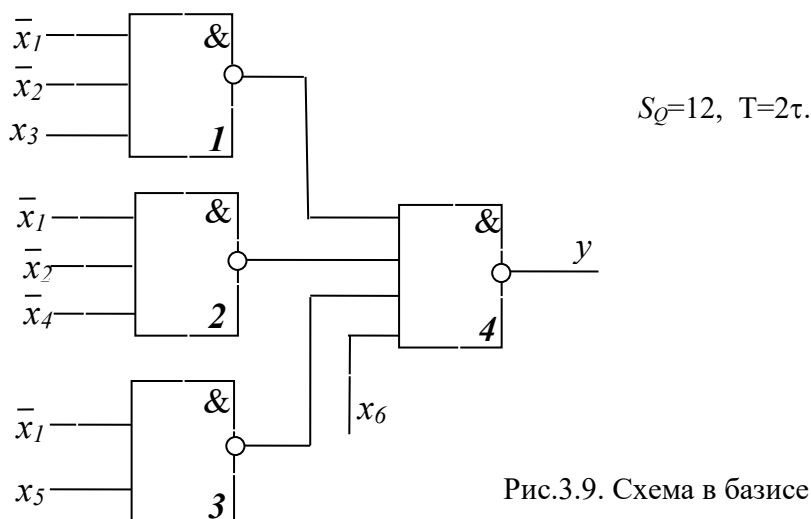 x̄1
&
x̄2
x3
1
SQ=12, T=2τ.
x̄1
&
x̄2
x̄4
2
&
y
4
x6
x̄1
&
x5
3
Рис.3.9. Схема в базисе